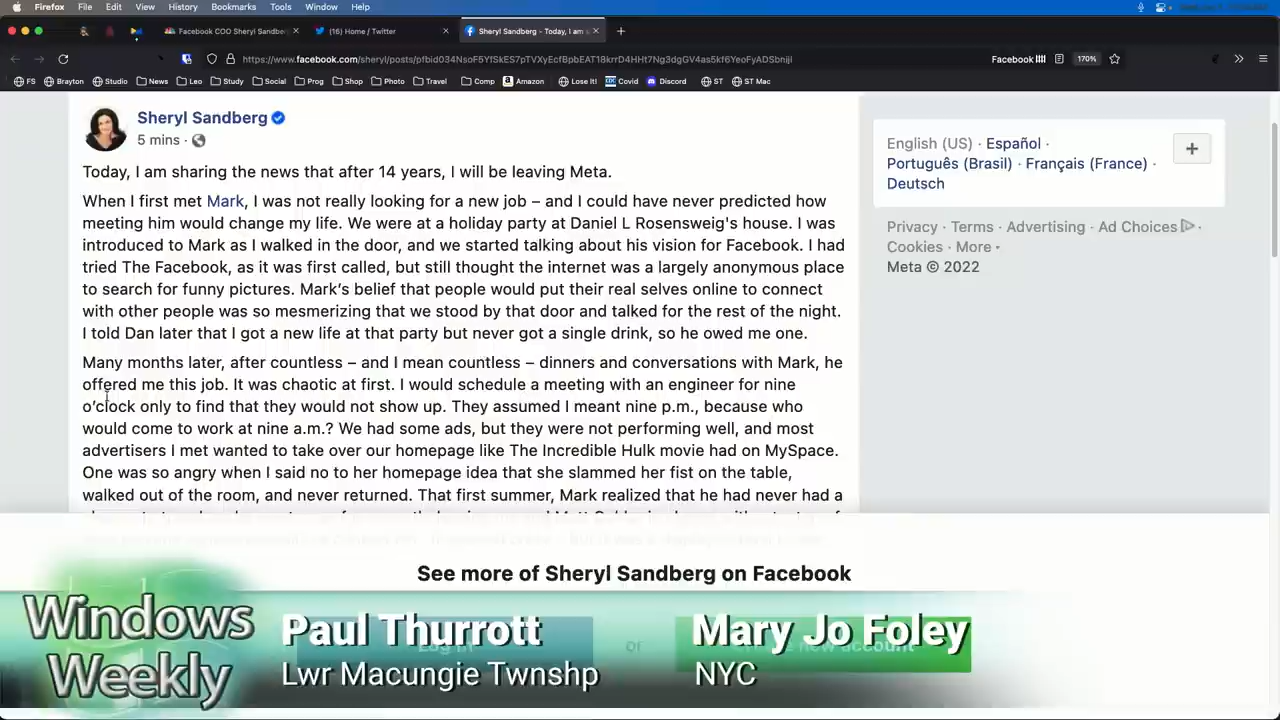 Firefox File Edit View History Bookmarks Tools Window Help
Facebook COO Sheryl Sandberg
(16) Home / Twitter
Sheryl Sandberg - Today, I am s
https://www.facebook.com/sheryl/posts/
Facebook
170%
FS Brayton Studio News Leo Study Social Prog Shop Photo Travel Comp Amazon Lose It! Covid Discord ST ST Mac
Sheryl Sandberg
5 mins ·
Today, I am sharing the news that after 14 years, I will be leaving Meta.
When I first met Mark, I was not really looking for a new job – and I could have never predicted how
meeting him would change my life. We were at a holiday party at Daniel L Rosensweig's house. I was
introduced to Mark as I walked in the door, and we started talking about his vision for Facebook. I had
tried The Facebook, as it was first called, but still thought the internet was a largely anonymous place
to search for funny pictures. Mark’s belief that people would put their real selves online to connect
with other people was so mesmerizing that we stood by that door and talked for the rest of the night.
I told Dan later that I got a new life at that party but never got a single drink, so he owed me one.
Many months later, after countless – and I mean countless – dinners and conversations with Mark, he
offered me this job. It was chaotic at first. I would schedule a meeting with an engineer for nine
o’clock only to find that they would not show up. They assumed I meant nine p.m., because who
would come to work at nine a.m.? We had some ads, but they were not performing well, and most
advertisers I met wanted to take over our homepage like The Incredible Hulk movie had on MySpace.
One was so angry when I said no to her homepage idea that she slammed her fist on the table,
walked out of the room, and never returned. That first summer, Mark realized that he had never had a
English (US) · Español ·
Português (Brasil) · Français (France) ·
Deutsch
Privacy · Terms · Advertising · Ad Choices ·
Cookies · More
Meta © 2022
See more of Sheryl Sandberg on Facebook
Log In
or
account
Windows
Weekly
Paul Thurrott
Lwr Macungie Twnshp
Mary Jo Foley
NYC